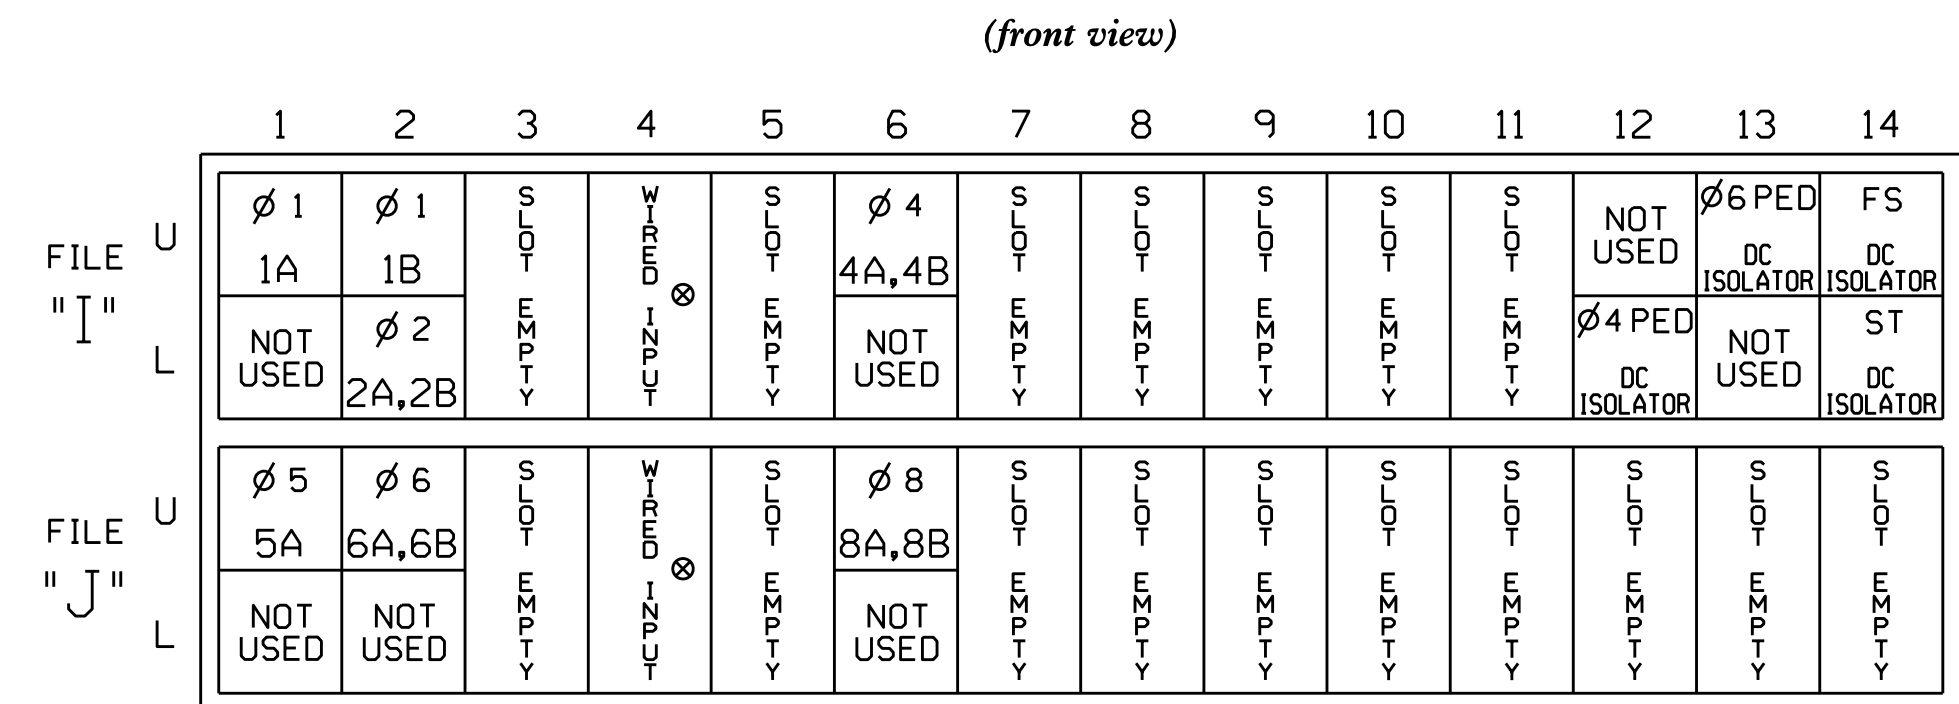 (front view)
1 2 3 4 5 6 7 8 9 10 11 12 13 14
FILE
"I"
U
L
Ø 1
1A
NOT
USED
Ø 1
1B
Ø 2
2A,2B
SLOT EMPTY
WIRED INPUT
⊗
SLOT EMPTY
Ø 4
4A,4B
NOT
USED
SLOT EMPTY
SLOT EMPTY
SLOT EMPTY
SLOT EMPTY
SLOT EMPTY
NOT
USED
Ø4 PED
DC
ISOLATOR
Ø6 PED
DC
ISOLATOR
NOT
USED
FS
DC
ISOLATOR
ST
DC
ISOLATOR
FILE
"J"
U
L
Ø 5
5A
NOT
USED
Ø 6
6A,6B
NOT
USED
SLOT EMPTY
WIRED INPUT
⊗
SLOT EMPTY
Ø 8
8A,8B
NOT
USED
SLOT EMPTY
SLOT EMPTY
SLOT EMPTY
SLOT EMPTY
SLOT EMPTY
SLOT EMPTY
SLOT EMPTY
SLOT EMPTY